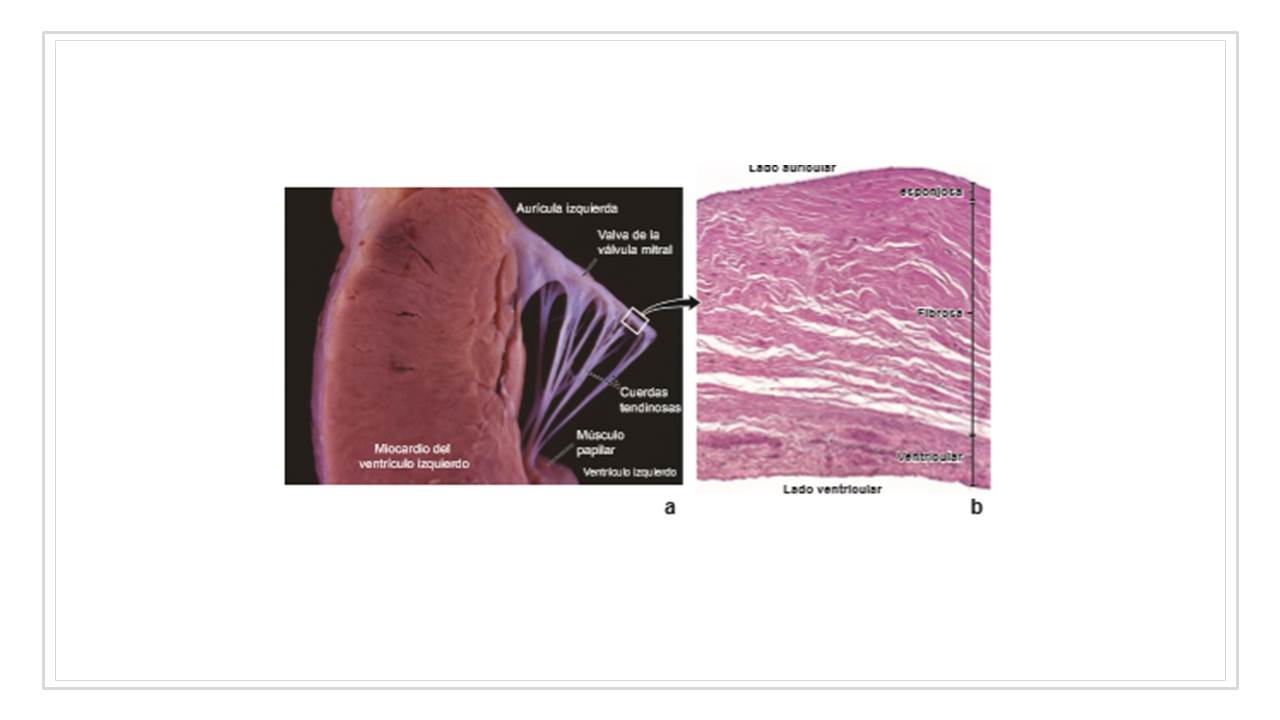 Aurícula izquierda
Valva de la
válvula mitral
Cuerdas
tendinosas
Músculo
papilar
Miocardio del
ventrículo izquierdo
Ventrículo izquierdo
a
Lado auricular
esponjosa
Fibrosa
ventricular
Lado ventricular
b